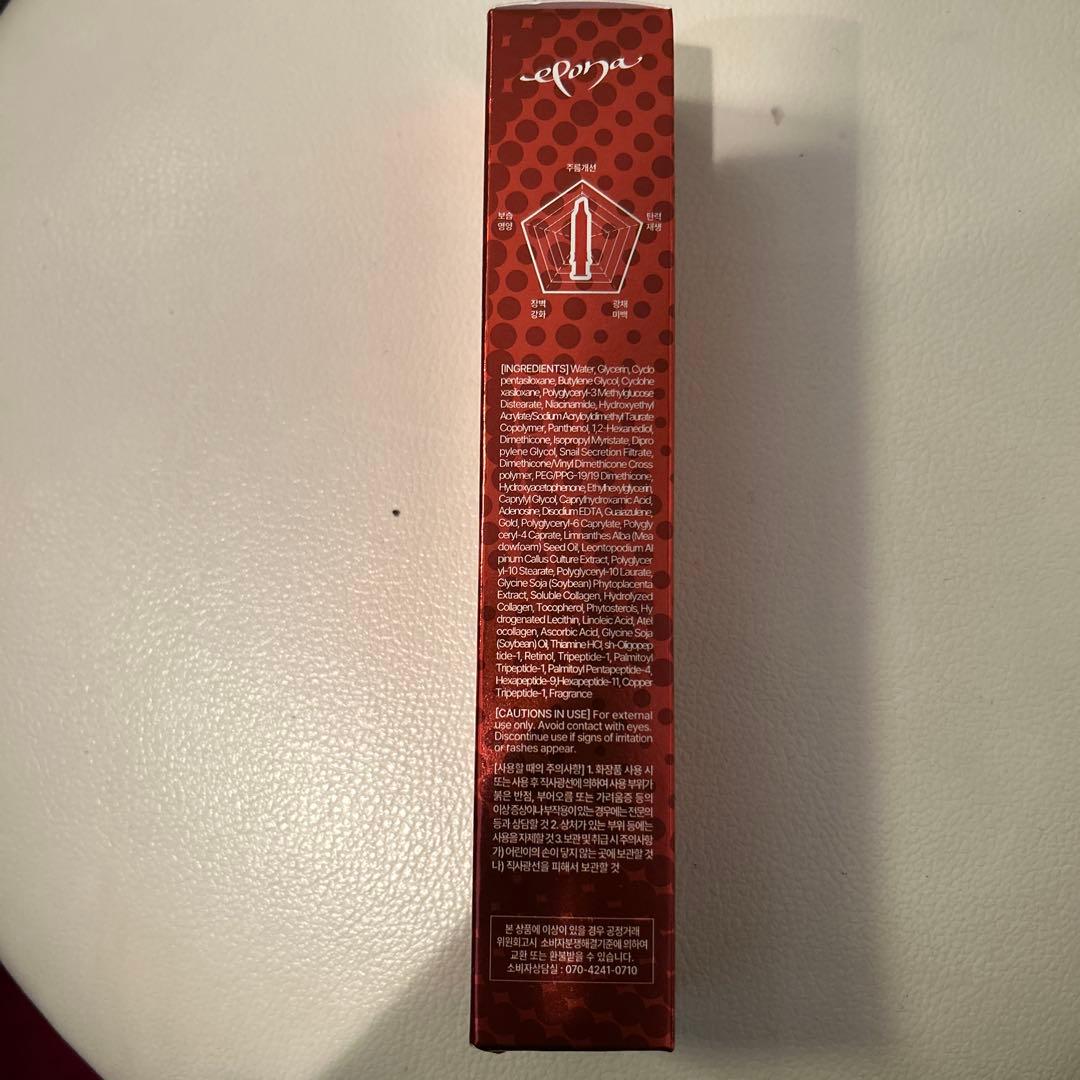 epona
주름개선
보습
영양
탄력
재생
장벽
강화
광채
미백
[INGREDIENTS] Water, Glycerin, Cyclo
pentasiloxane, Butylene Glycol, Cyclohe
xasiloxane, Polyglyceryl-3 Methylglucose
Distearate, Niacinamide, Hydroxyethyl
Acrylate/Sodium Acryloyldimethyl Taurate
Copolymer, Panthenol, 1,2-Hexanediol,
Dimethicone, Isopropyl Myristate, Dipro
pylene Glycol, Snail Secretion Filtrate,
Dimethicone/Vinyl Dimethicone Cross
polymer, PEG/PPG-19/19 Dimethicone,
Hydroxyacetophenone, Ethylhexylglycerin,
Caprylyl Glycol, Caprylhydroxamic Acid,
Adenosine, Disodium EDTA, Guaiazulene,
Gold, Polyglyceryl-6 Caprylate, Polygly
ceryl-4 Caprate, Limnanthes Alba (Mea
dowfoam) Seed Oil, Leontopodium Al
pinum Callus Culture Extract, Polyglycer
yl-10 Stearate, Polyglyceryl-10 Laurate,
Glycine Soja (Soybean) Phytoplacenta
Extract, Soluble Collagen, Hydrolyzed
Collagen, Tocopherol, Phytosterols, Hy
drogenated Lecithin, Linoleic Acid, Atel
ocollagen, Ascorbic Acid, Glycine Soja
(Soybean) Oil, Thiamine HCl, sh-Oligopep
tide-1, Retinol, Tripeptide-1, Palmitoyl
Tripeptide-1, Palmitoyl Pentapeptide-4,
Hexapeptide-9,Hexapeptide-11, Copper
Tripeptide-1, Fragrance
[CAUTIONS IN USE] For external
use only. Avoid contact with eyes.
Discontinue use if signs of irritation
or rashes appear.
[사용할 때의 주의사항] 1. 화장품 사용 시
또는 사용 후 직사광선에 의하여 사용 부위가
붉은 반점, 부어오름 또는 가려움증 등의
이상 증상이나 부작용이 있는 경우에는 전문의
등과 상담할 것 2. 상처가 있는 부위 등에는
사용을 자제할 것 3. 보관 및 취급 시 주의사항
가) 어린이의 손이 닿지 않는 곳에 보관할 것
나) 직사광선을 피해서 보관할 것
본 상품에 이상이 있을 경우 공정거래
위원회고시 소비자분쟁해결기준에 의하여
교환 또는 환불받을 수 있습니다.
소비자상담실 : 070-4241-0710